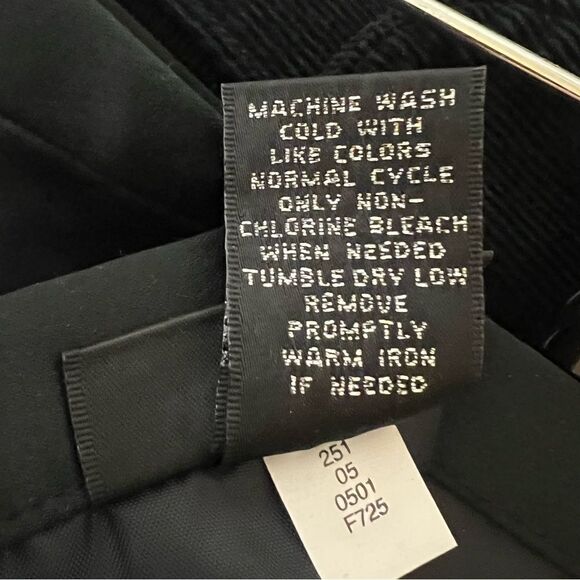 MACHINE WASH
COLD WITH
LIKE COLORS
NORMAL CYCLE
ONLY NON-
CHLORINE BLEACH
WHEN NEEDED
TUMBLE DRY LOW
REMOVE
PROMPTLY
WARM IRON
IF NEEDED
251
05
0501
F725